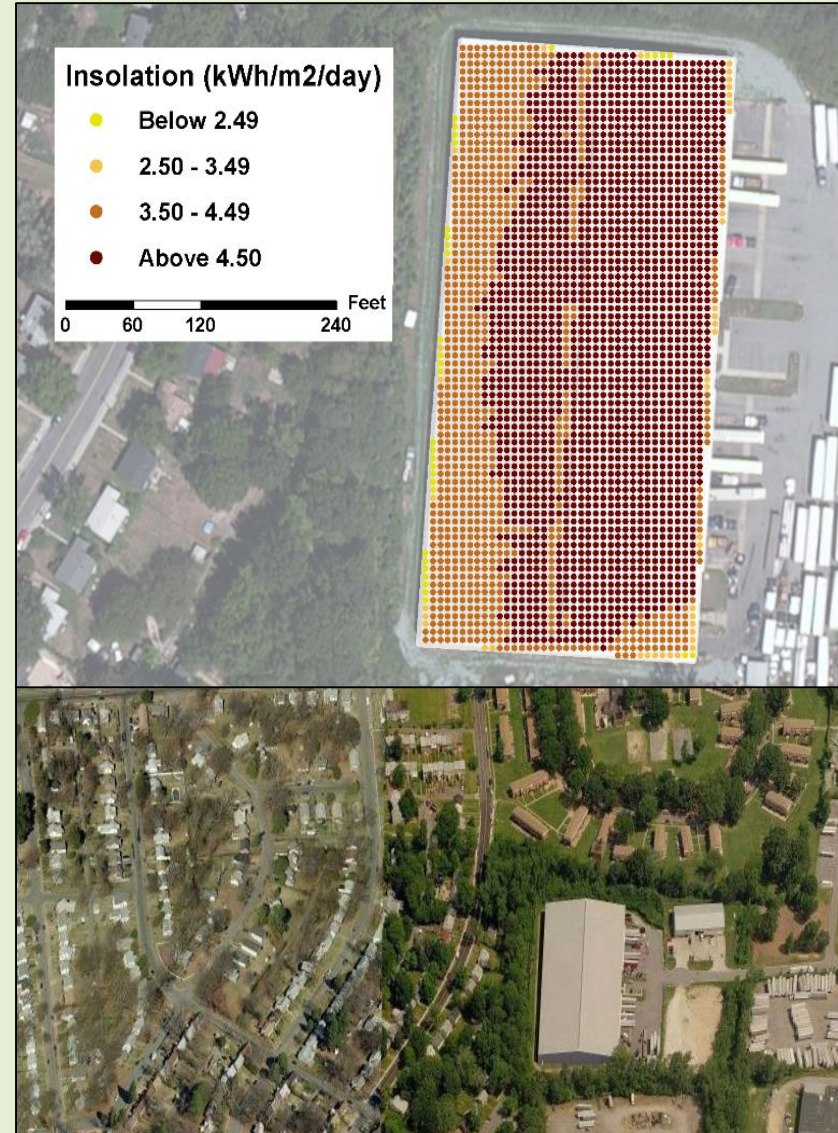 Insolation (kWh/m2/day)
Below 2.49
2.50 - 3.49
3.50 - 4.49
Above 4.50
Feet
0 60 120 240